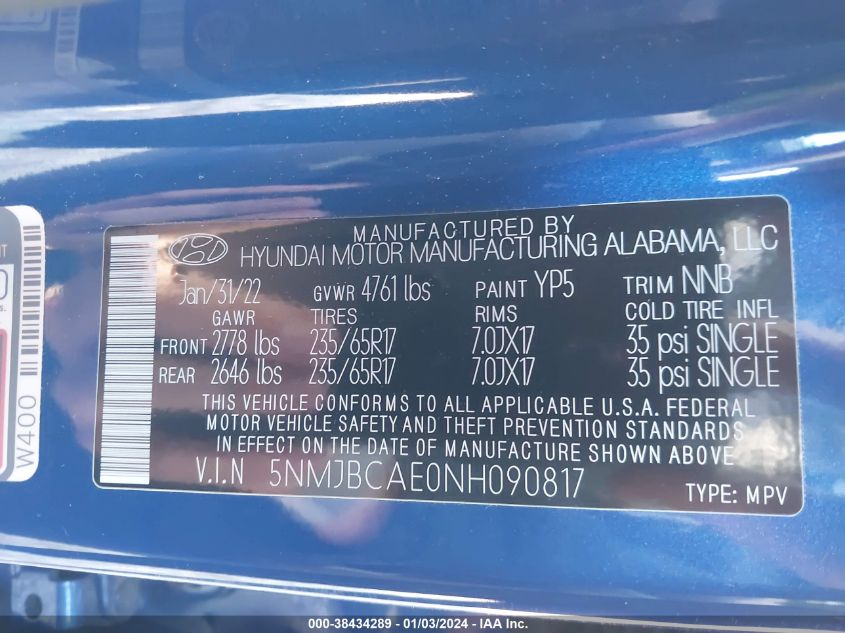 MANUFACTURED BY
HYUNDAI MOTOR MANUFACTURING ALABAMA, LLC
Jan/31/22 GVWR 4761 lbs PAINT YP5 TRIM NNB
GAWR TIRES RIMS COLD TIRE INFL
FRONT 2778 lbs 235/65R17 7.0JX17 35 psi SINGLE
REAR 2646 lbs 235/65R17 7.0JX17 35 psi SINGLE
THIS VEHICLE CONFORMS TO ALL APPLICABLE U.S.A. FEDERAL
MOTOR VEHICLE SAFETY AND THEFT PREVENTION STANDARDS
IN EFFECT ON THE DATE OF MANUFACTURE SHOWN ABOVE.
V.I.N 5NMJBCAE0NH090817
TYPE: MPV
W400
000-38434289 - 01/03/2024 - IAA Inc.